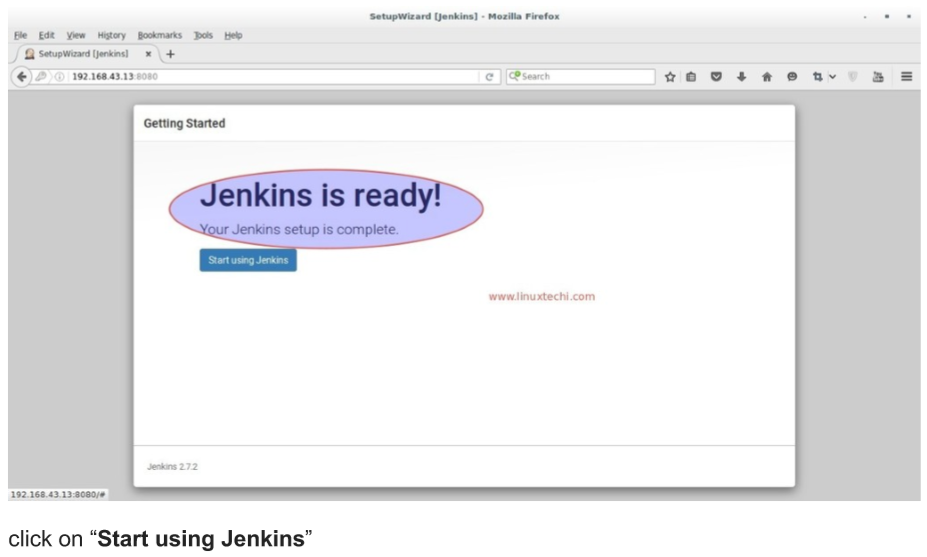 SetupWizard [Jenkins] - Mozilla Firefox
File Edit View History Bookmarks Tools Help
SetupWizard [Jenkins] × +
192.168.43.13:8080 Search
Getting Started
Jenkins is ready!
Your Jenkins setup is complete.
Start using Jenkins
www.linuxtechi.com
Jenkins 2.7.2
192.168.43.13:8080/#
click on “Start using Jenkins”